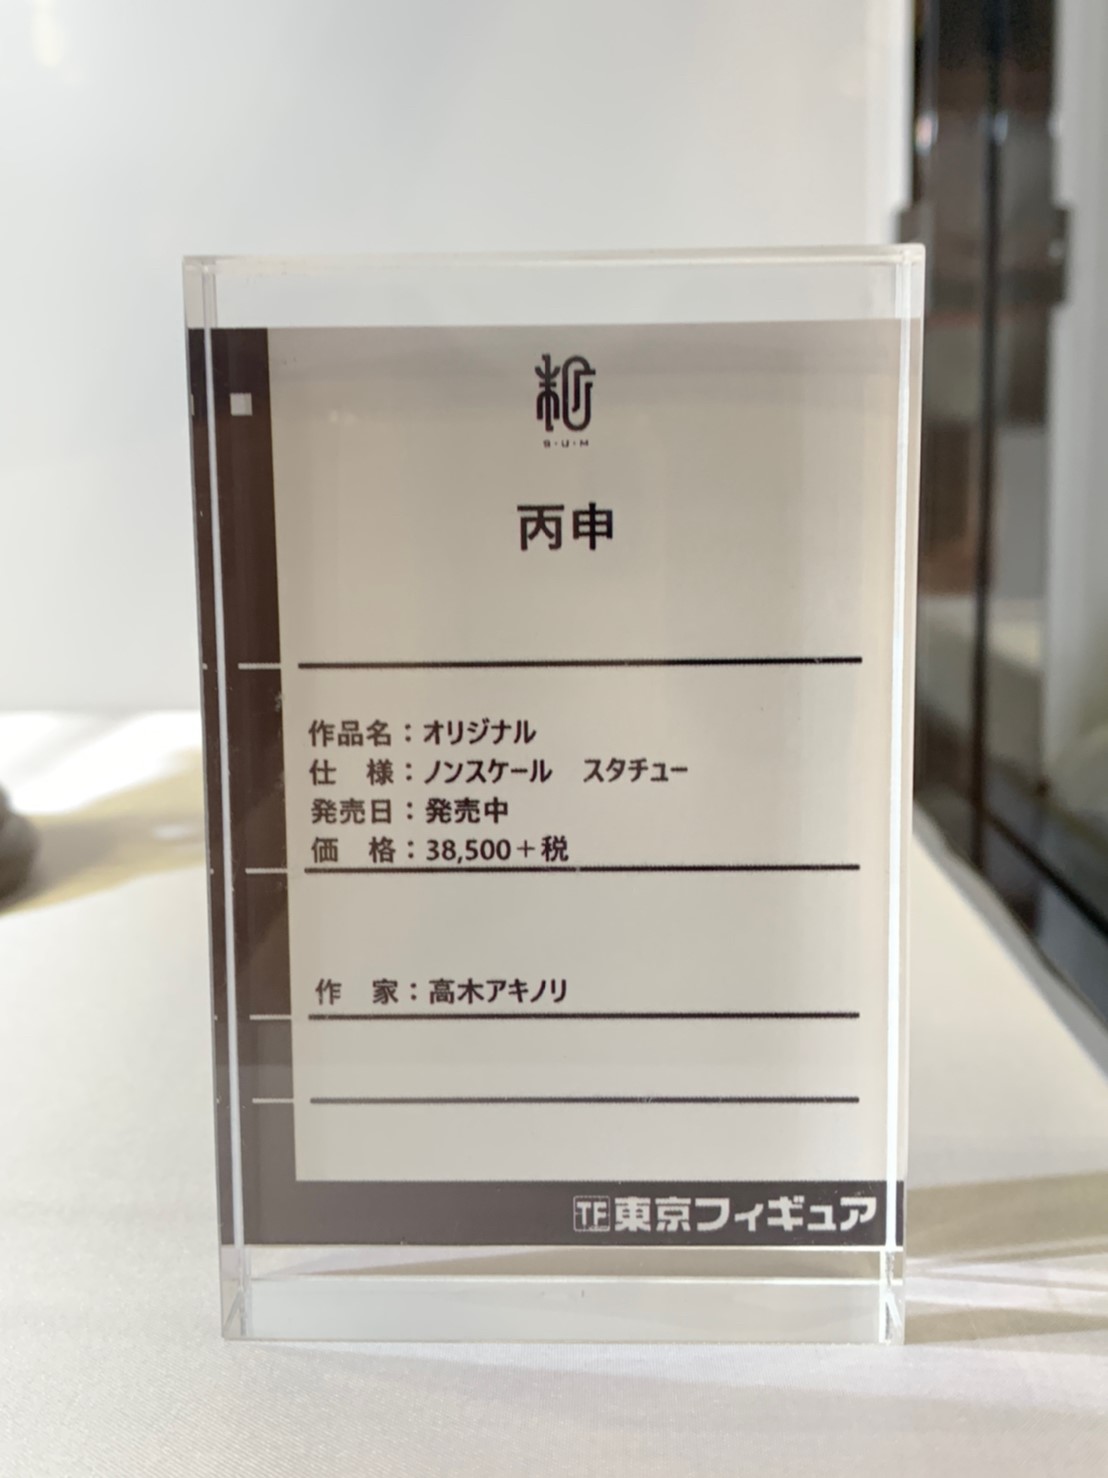 S·U·M
丙申
作品名：オリジナル
仕　様：ノンスケール　スタチュー
発売日：発売中
価　格：38,500＋税
作　家：高木アキノリ
TF東京フィギュア